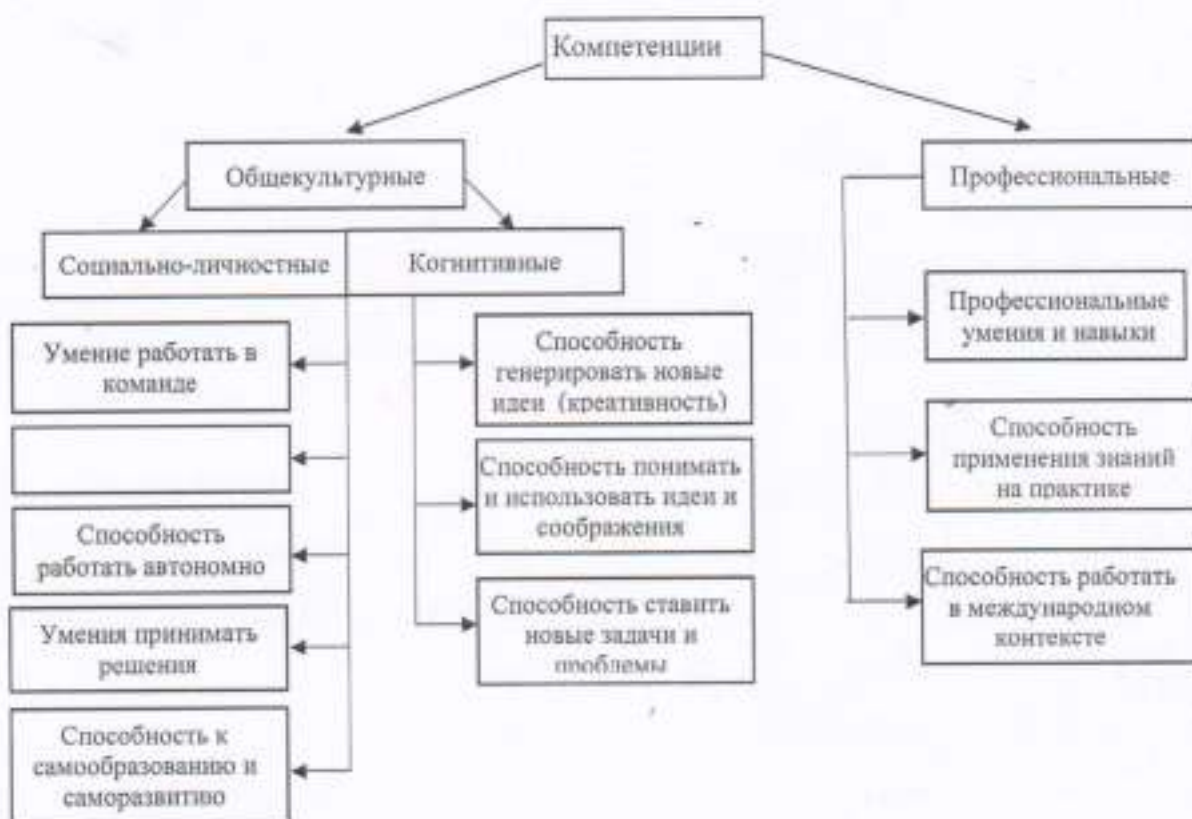 Компетенции
Общекультурные
Профессиональные
Социально-личностные
Когнитивные
Умение работать в
команде
Способность
работать автономно
Умения принимать
решения
Способность к
самообразованию и
саморазвитию
Способность
генерировать новые
идеи (креативность)
Способность понимать
и использовать идеи и
соображения
Способность ставить
новые задачи и
проблемы
Профессиональные
умения и навыки
Способность
применения знаний
на практике
Способность работать
в международном
контексте